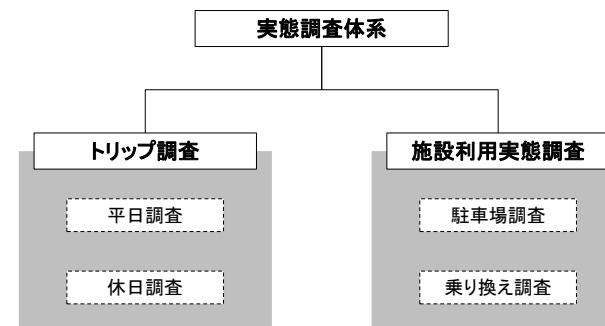 実態調査体系
トリップ調査
平日調査
休日調査
施設利用実態調査
駐車場調査
乗り換え調査